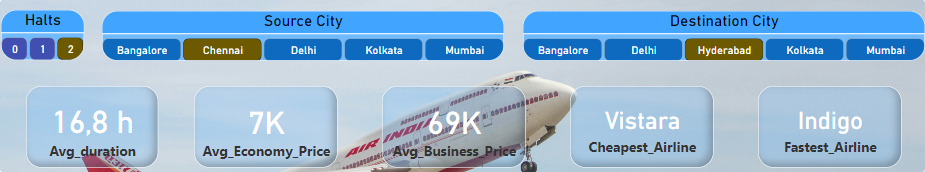 Halts
0 1 2
Source City
Bangalore Chennai Delhi Kolkata Mumbai
Destination City
Bangalore Delhi Hyderabad Kolkata Mumbai
16,8 h
Avg_duration
7K
Avg_Economy_Price
69K
Avg_Business_Price
Vistara
Cheapest_Airline
Indigo
Fastest_Airline
AIR INDIA